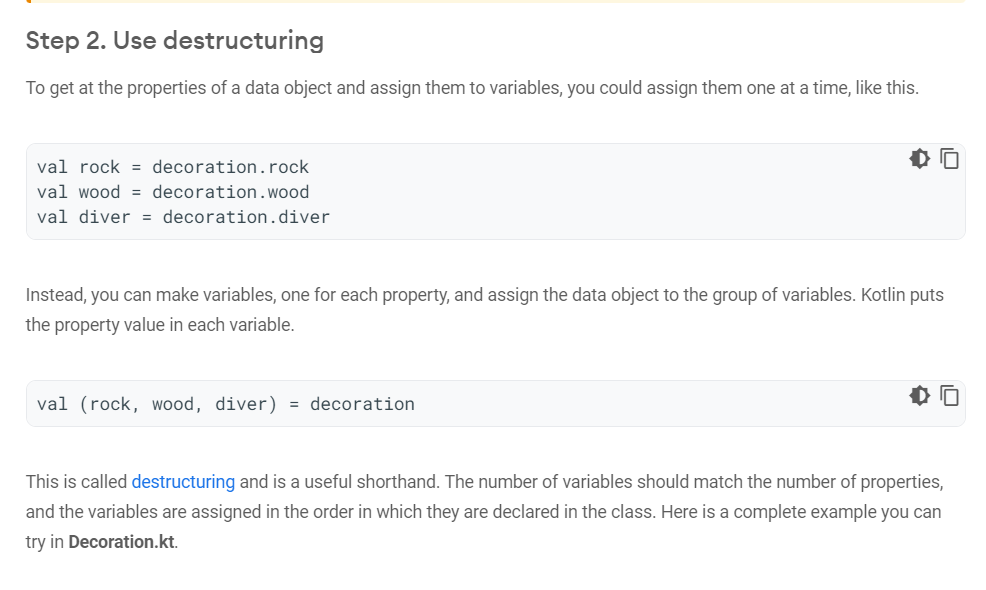 Step 2. Use destructuring
To get at the properties of a data object and assign them to variables, you could assign them one at a time, like this.
val rock = decoration.rock
val wood = decoration.wood
val diver = decoration.diver
Instead, you can make variables, one for each property, and assign the data object to the group of variables. Kotlin puts
the property value in each variable.
val (rock, wood, diver) = decoration
This is called destructuring and is a useful shorthand. The number of variables should match the number of properties,
and the variables are assigned in the order in which they are declared in the class. Here is a complete example you can
try in Decoration.kt.